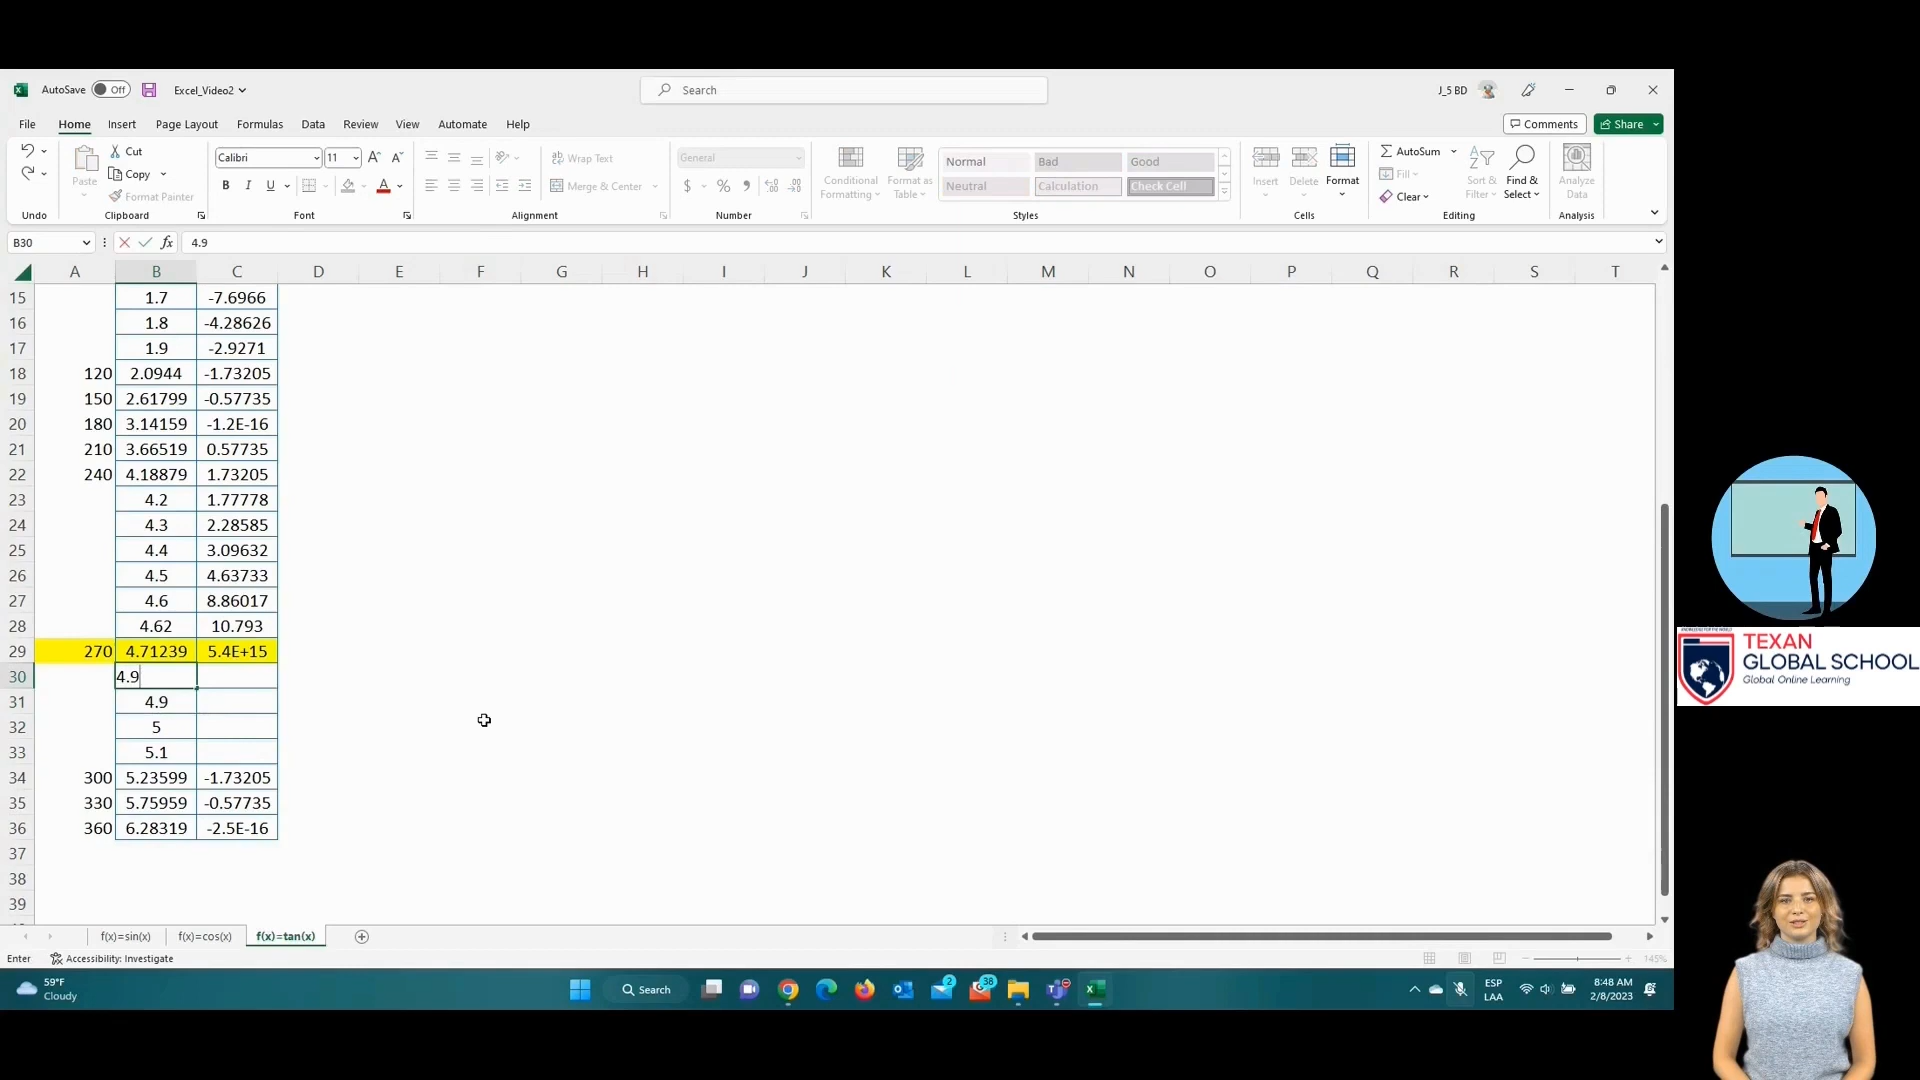 AutoSave Off Excel_Video2 Search J_5 BD
File Home Insert Page Layout Formulas Data Review View Automate Help Comments Share
Paste Cut Copy Format Painter Clipboard Undo
Calibri 11 B I U A Font
Wrap Text Merge & Center Alignment
General $ % , Number
Conditional Formatting Format as Table Normal Bad Good Neutral Calculation Check Cell Styles
Insert Delete Format Cells
AutoSum Fill Clear Sort & Filter Find & Select Editing
Analyze Data Analysis
B30 fx 4.9
A B C D E F G H I J K L M N O P Q R S T
15 1.7 -7.6966
16 1.8 -4.28626
17 1.9 -2.9271
18 120 2.0944 -1.73205
19 150 2.61799 -0.57735
20 180 3.14159 -1.2E-16
21 210 3.66519 0.57735
22 240 4.18879 1.73205
23 4.2 1.77778
24 4.3 2.28585
25 4.4 3.09632
26 4.5 4.63733
27 4.6 8.86017
28 4.62 10.793
29 270 4.71239 5.4E+15
30 4.9
31 4.9
32 5
33 5.1
34 300 5.23599 -1.73205
35 330 5.75959 -0.57735
36 360 6.28319 -2.5E-16
37
38
39
f(x)=sin(x) f(x)=cos(x) f(x)=tan(x)
Enter Accessibility: Investigate 145%
59°F
Cloudy
Search 2 38
ESP
LAA
8:48 AM
2/8/2023
TEXAN
GLOBAL SCHOOL
Global Online Learning